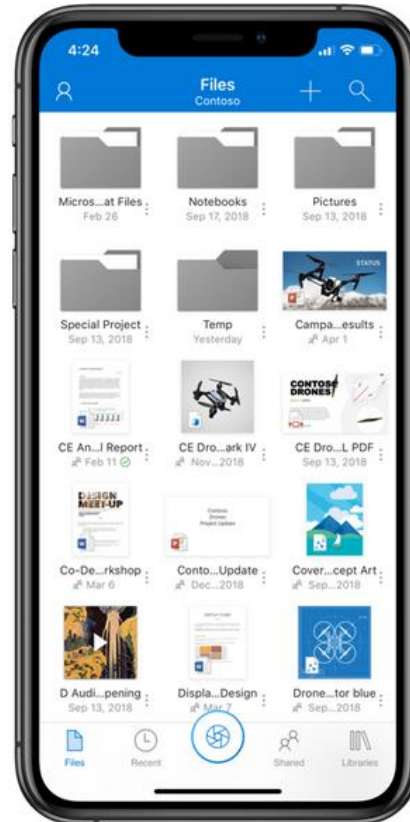 4:24
Files
Contoso
Micros...at Files
Feb 26
Notebooks
Sep 17, 2018
Pictures
Sep 13, 2018
STATUS
Special Project
Sep 13, 2018
Temp
Yesterday
Campa...esults
Apr 1
CONTOSO
DRONES
CE An...l Report
Feb 11
CE Dro...ark IV
Nov...2018
CE Dro...L PDF
Sep 13, 2018
DESIGN
MEET-UP
Contoso
Drones
Project Update
Co-De...rkshop
Mar 6
Conto...Update
Dec...2018
Cover...cept Art
Sep...2018
D Audi...pening
Sep 13, 2018
Displa...Design
Mar 7
Drone...tor blue
Sep...2018
Files
Recent
Shared
Libraries